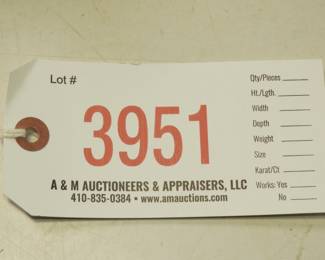 Lot #
3951
A & M AUCTIONEERS & APPRAISERS, LLC
410-835-0384 • www.amauctions.com
Qty/Pieces
Ht./Lgth.
Width
Depth
Weight
Size
Karat/Ct
Works: Yes
No